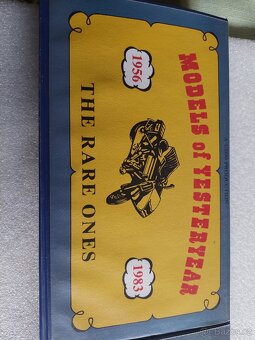 MODELS of YESTERYEAR
1956
1983
THE RARE ONES